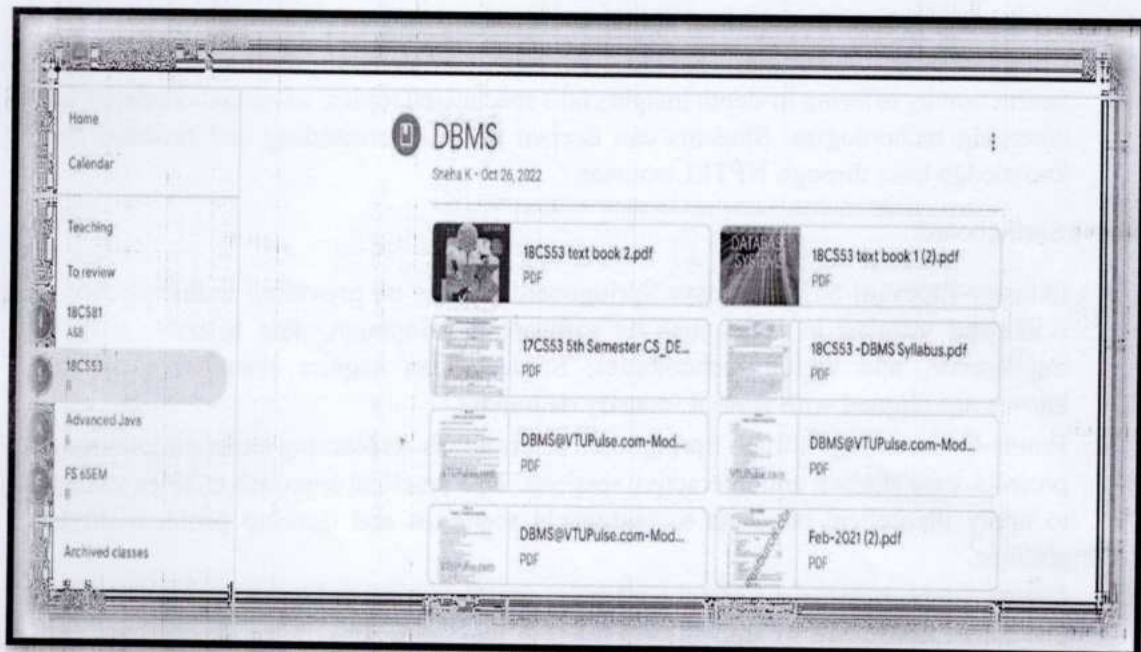 Home
Calendar
Teaching
To review
18CS81
A&B
18CS53
B
Advanced Java
B
FS 6SEM
B
Archived classes
DBMS
Sneha K - Oct 26, 2022
18CS53 text book 2.pdf
PDF
DATABASE
SYSTEMS
18CS53 text book 1 (2).pdf
PDF
17CS53 5th Semester CS_DE...
PDF
18CS53 -DBMS Syllabus.pdf
PDF
DBMS@VTUPulse.com-Mod...
PDF
DBMS@VTUPulse.com-Mod...
PDF
DBMS@VTUPulse.com-Mod...
PDF
Feb-2021 (2).pdf
PDF